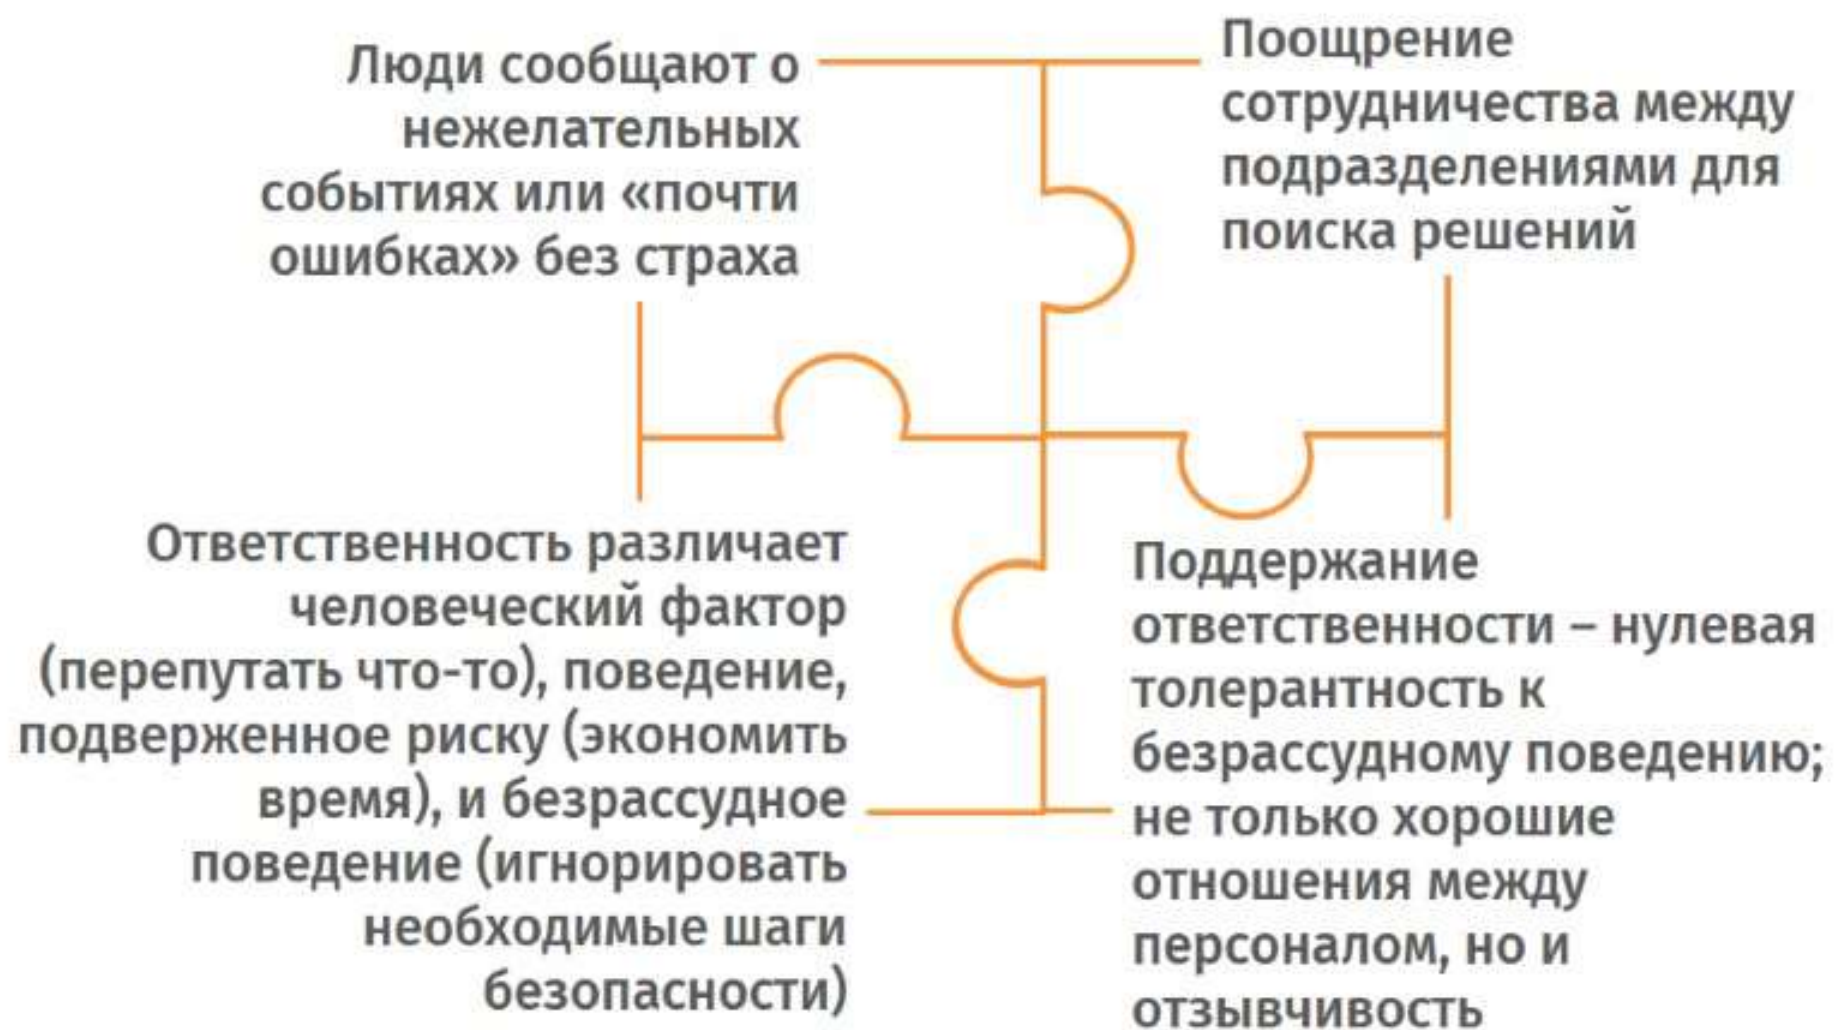 Люди сообщают о
нежелательных
событиях или «почти
ошибках» без страха
Поощрение
сотрудничества между
подразделениями для
поиска решений
Ответственность различает
человеческий фактор
(перепутать что-то), поведение,
подверженное риску (экономить
время), и безрассудное
поведение (игнорировать
необходимые шаги
безопасности)
Поддержание
ответственности – нулевая
толерантность к
безрассудному поведению;
не только хорошие
отношения между
персоналом, но и
отзывчивость